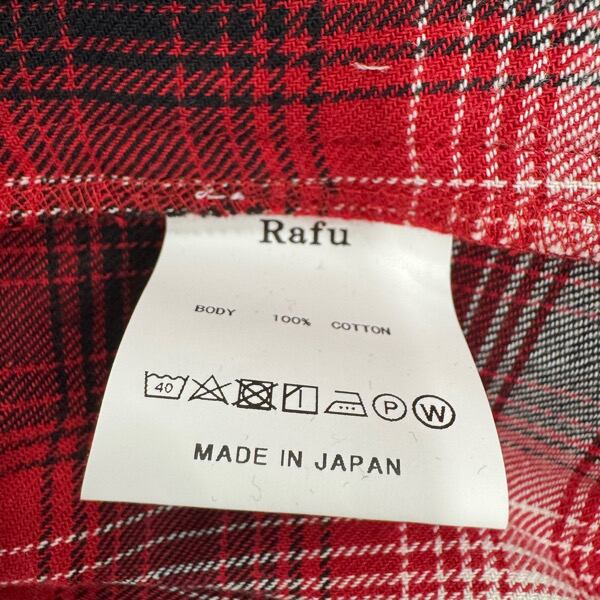 Rafu
BODY 100% COTTON
40 P W
MADE IN JAPAN